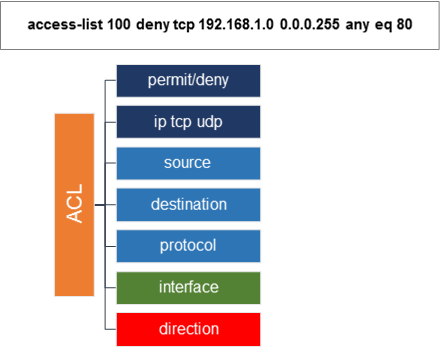 access-list 100 deny tcp 192.168.1.0 0.0.0.255 any eq 80
permit/deny
ip tcp udp
source
destination
protocol
interface
direction
ACL